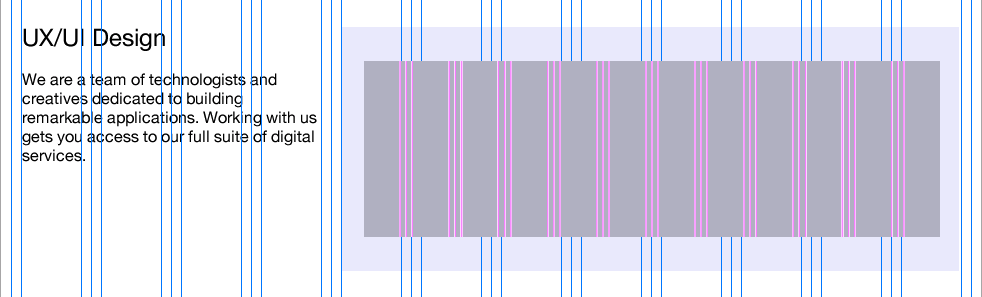 UX/UI Design
We are a team of technologists and
creatives dedicated to building
remarkable applications. Working with us
gets you access to our full suite of digital
services.